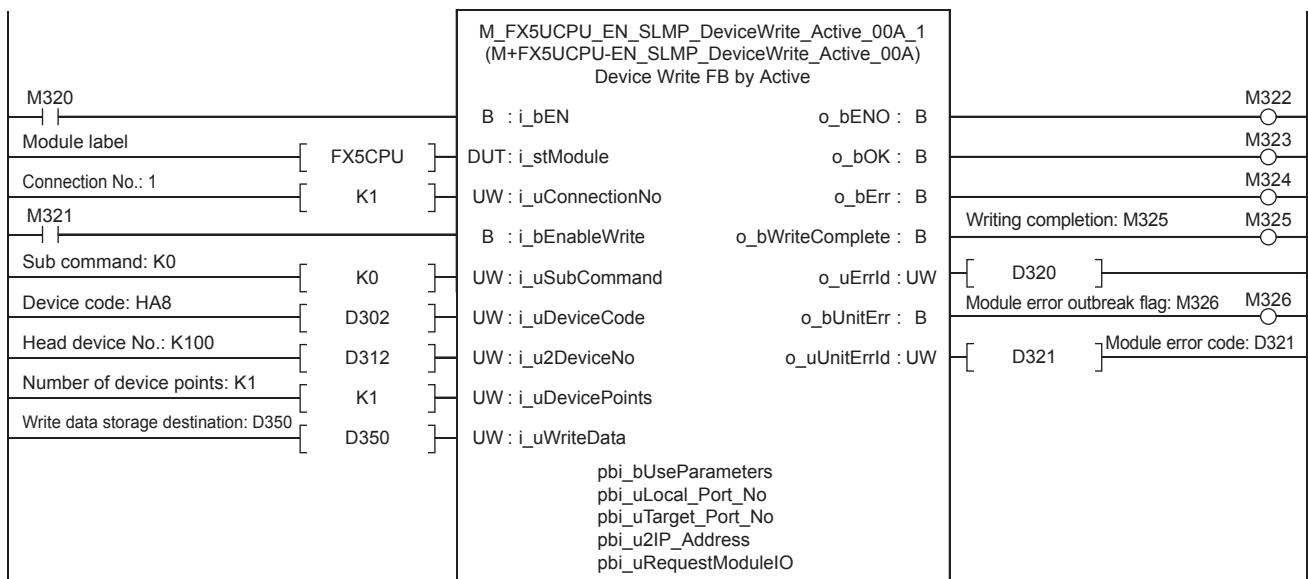 M_FX5UCPU_EN_SLMP_DeviceWrite_Active_00A_1
(M+FX5UCPU-EN_SLMP_DeviceWrite_Active_00A)
Device Write FB by Active
M320
B : i_bEN o_bENO : B M322
Module label
FX5CPU DUT: i_stModule o_bOK : B M323
Connection No.: 1
K1 UW : i_uConnectionNo o_bErr : B M324
M321
B : i_bEnableWrite o_bWriteComplete : B Writing completion: M325 M325
Sub command: K0
K0 UW : i_uSubCommand o_uErrId : UW D320
Device code: HA8
D302 UW : i_uDeviceCode o_bUnitErr : B Module error outbreak flag: M326 M326
Head device No.: K100
D312 UW : i_u2DeviceNo o_uUnitErrId : UW D321 Module error code: D321
Number of device points: K1
K1 UW : i_uDevicePoints
Write data storage destination: D350
D350 UW : i_uWriteData
pbi_bUseParameters
pbi_uLocal_Port_No
pbi_uTarget_Port_No
pbi_u2IP_Address
pbi_uRequestModuleIO